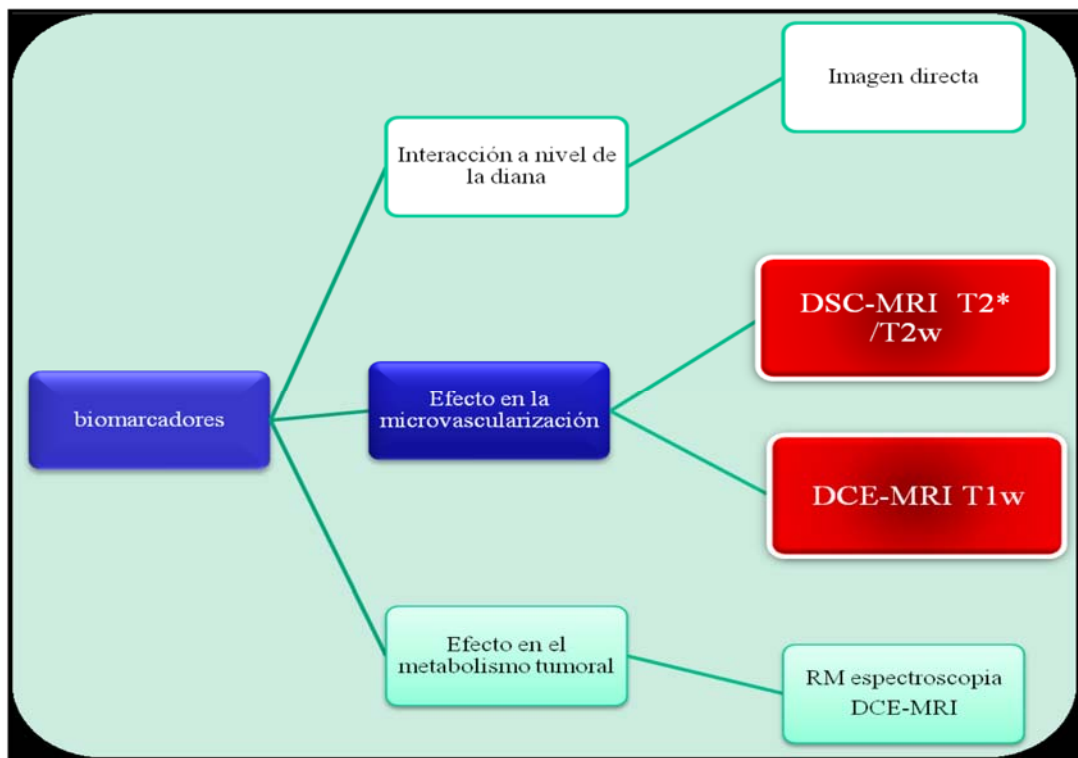 Imagen directa
Interacción a nivel de
la diana
DSC-MRI T2*
/T2w
biomarcadores
Efecto en la
microvascularización
DCE-MRI T1w
Efecto en el
metabolismo tumoral
RM espectroscopia
DCE-MRI